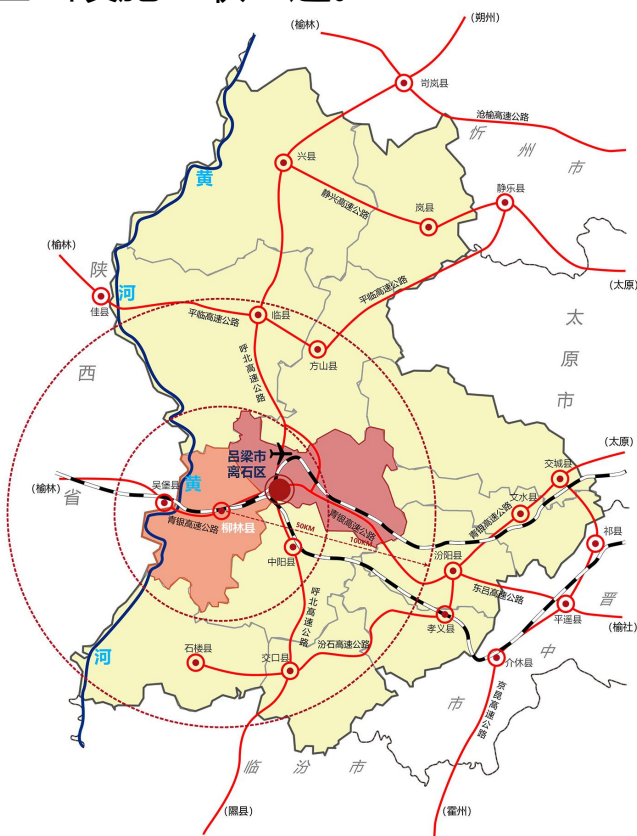 (榆林)
(朔州)
岢岚县
沧榆高速公路
忻州市
黄
兴县
静兴高速公路
静乐县
岚县
(榆林)
陕
河
佳县
平临高速公路
临县
平临高速公路
(太原)
太原市
方山县
呼北高速公路
西
吕梁市
离石区
(太原)
交城县
吴堡县
黄
(榆林)
省
文水县
青银高速公路
青银高速公路
柳林县
50KM
青银高速公路
100KM
祁县
中阳县
汾阳县
晋
东吕高速公路
呼北高速公路
平遥县
孝义县
(榆社)
汾石高速公路
河
石楼县
交口县
介休县
中
京昆高速公路
市
临汾市
(隰县)
(霍州)